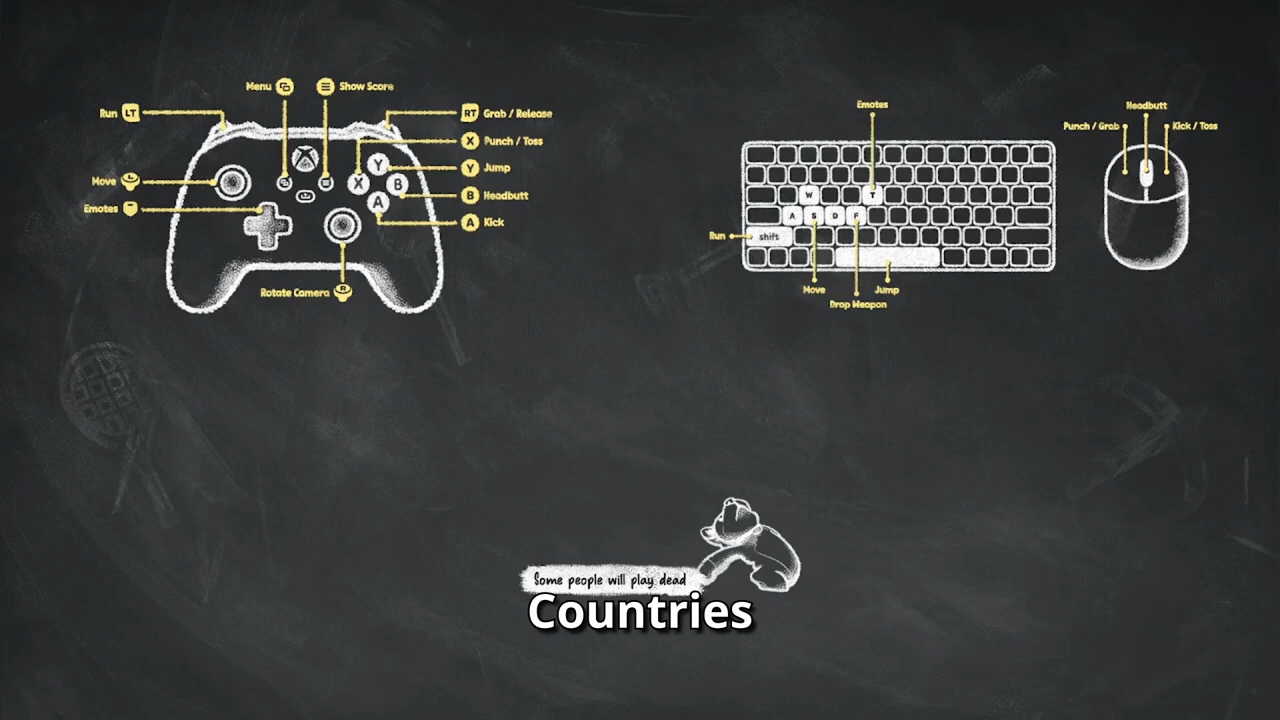 Menu
Show Score
Run LT
RT Grab / Release
X Punch / Toss
Y Jump
B Headbutt
A Kick
Move L
Emotes
Y
X B
A
Rotate Camera R
Emotes
Headbutt
Punch / Grab
Kick / Toss
W
A S D
shift
Run
Move
Jump
Drop Weapon
Some people will play dead
Countries